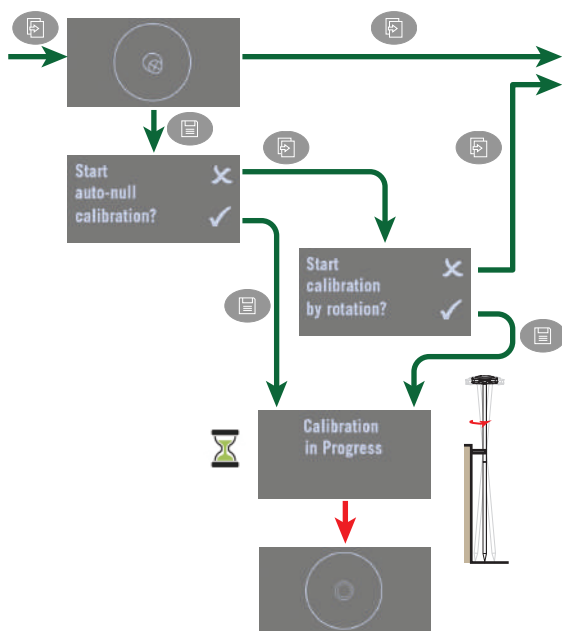 Start
auto-null
calibration?
Start
calibration
by rotation?
Calibration
in Progress